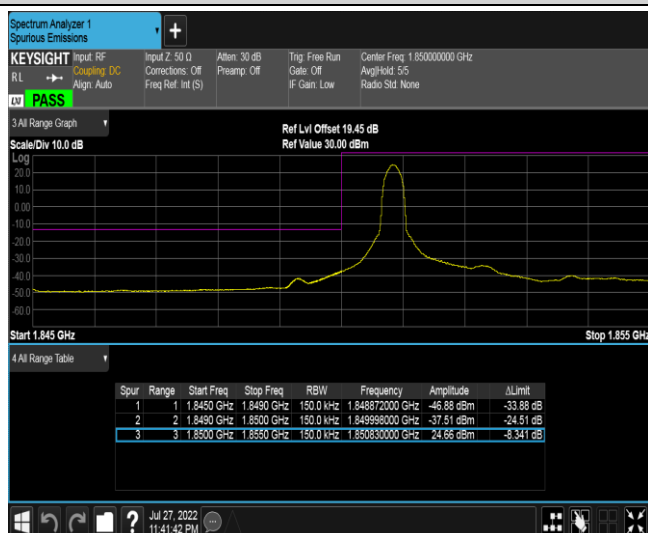 Spectrum Analyzer 1
Spurious Emissions
KEYSIGHT
Input: RF
Coupling: DC
Align: Auto
Input Z: 50 Ω
Corrections: Off
Freq Ref: Int (S)
Atten: 30 dB
Preamp: Off
Trig: Free Run
Gate: Off
IF Gain: Low
Center Freq: 1.850000000 GHz
Avg|Hold: 5/5
Radio Std: None
R L
LXI PASS
3 All Range Graph
Scale/Div 10.0 dB
Ref Lvl Offset 19.45 dB
Ref Value 30.00 dBm
Log
20.0
10.0
0.00
-10.0
-20.0
-30.0
-40.0
-50.0
-60.0
Start 1.845 GHz
Stop 1.855 GHz
4 All Range Table
Spur Range Start Freq Stop Freq RBW Frequency Amplitude ΔLimit
1 1 1.8450 GHz 1.8490 GHz 150.0 kHz 1.848872000 GHz -46.88 dBm -33.88 dB
2 2 1.8490 GHz 1.8500 GHz 150.0 kHz 1.849998000 GHz -37.51 dBm -24.51 dB
3 3 1.8500 GHz 1.8550 GHz 150.0 kHz 1.850830000 GHz 24.66 dBm -8.341 dB
?
Jul 27, 2022
11:41:42 PM